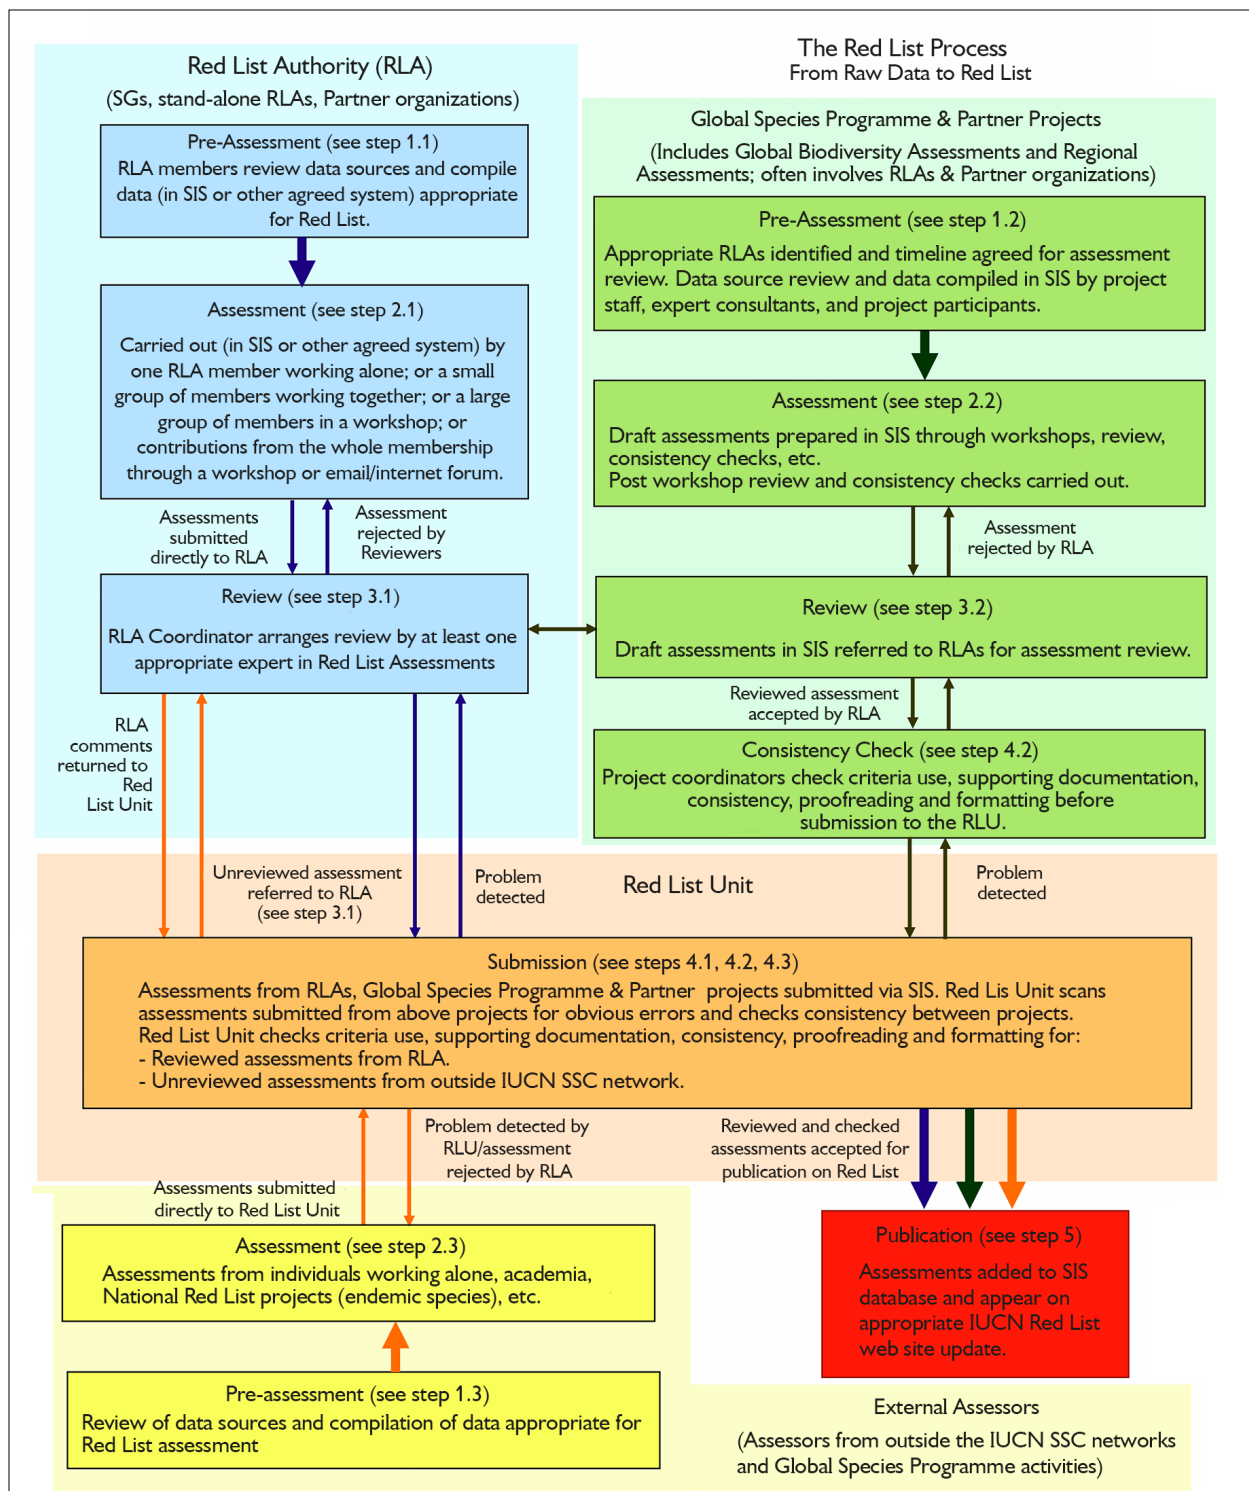 The Red List Process
From Raw Data to Red List
Red List Authority (RLA)
(SGs, stand-alone RLAs, Partner organizations)
Pre-Assessment (see step 1.1)
RLA members review data sources and compile
data (in SIS or other agreed system) appropriate
for Red List.
Assessment (see step 2.1)
Carried out (in SIS or other agreed system) by
one RLA member working alone; or a small
group of members working together; or a large
group of members in a workshop; or
contributions from the whole membership
through a workshop or email/internet forum.
Assessments
submitted
directly to RLA
Assessment
rejected by
Reviewers
Review (see step 3.1)
RLA Coordinator arranges review by at least one
appropriate expert in Red List Assessments
RLA
comments
returned to
Red
List Unit
Unreviewed assessment
referred to RLA
(see step 3.1)
Problem
detected
Global Species Programme & Partner Projects
(Includes Global Biodiversity Assessments and Regional
Assessments; often involves RLAs & Partner organizations)
Pre-Assessment (see step 1.2)
Appropriate RLAs identified and timeline agreed for assessment
review. Data source review and data compiled in SIS by project
staff, expert consultants, and project participants.
Assessment (see step 2.2)
Draft assessments prepared in SIS through workshops, review,
consistency checks, etc.
Post workshop review and consistency checks carried out.
Assessment
rejected by RLA
Review (see step 3.2)
Draft assessments in SIS referred to RLAs for assessment review.
Reviewed assessment
accepted by RLA
Consistency Check (see step 4.2)
Project coordinators check criteria use, supporting documentation,
consistency, proofreading and formatting before
submission to the RLU.
Problem
detected
Red List Unit
Submission (see steps 4.1, 4.2, 4.3)
Assessments from RLAs, Global Species Programme & Partner projects submitted via SIS. Red Lis Unit scans
assessments submitted from above projects for obvious errors and checks consistency between projects.
Red List Unit checks criteria use, supporting documentation, consistency, proofreading and formatting for:
- Reviewed assessments from RLA.
- Unreviewed assessments from outside IUCN SSC network.
Problem detected by
RLU/assessment
rejected by RLA
Reviewed and checked
assessments accepted for
publication on Red List
Assessments submitted
directly to Red List Unit
Assessment (see step 2.3)
Assessments from individuals working alone, academia,
National Red List projects (endemic species), etc.
Pre-assessment (see step 1.3)
Review of data sources and compilation of data appropriate for
Red List assessment
Publication (see step 5)
Assessments added to SIS
database and appear on
appropriate IUCN Red List
web site update.
External Assessors
(Assessors from outside the IUCN SSC networks
and Global Species Programme activities)